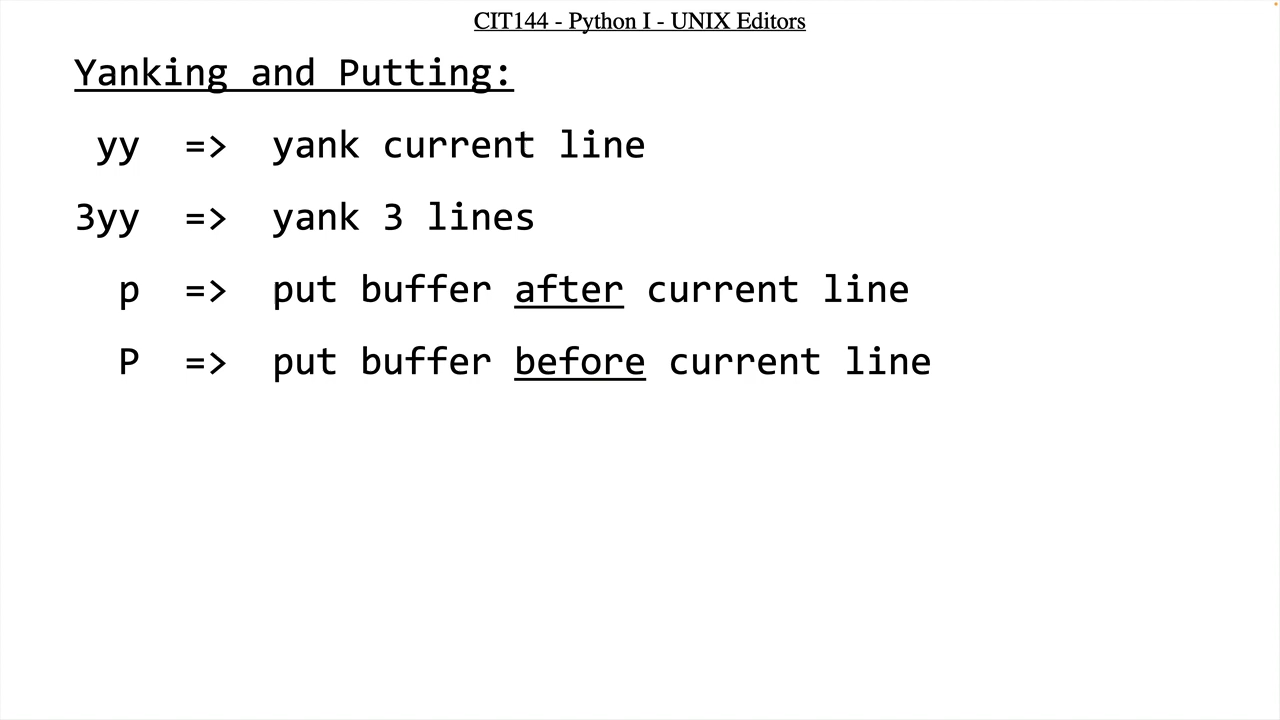 CIT144 - Python I - UNIX Editors
Yanking and Putting:
yy => yank current line
3yy => yank 3 lines
p => put buffer after current line
P => put buffer before current line